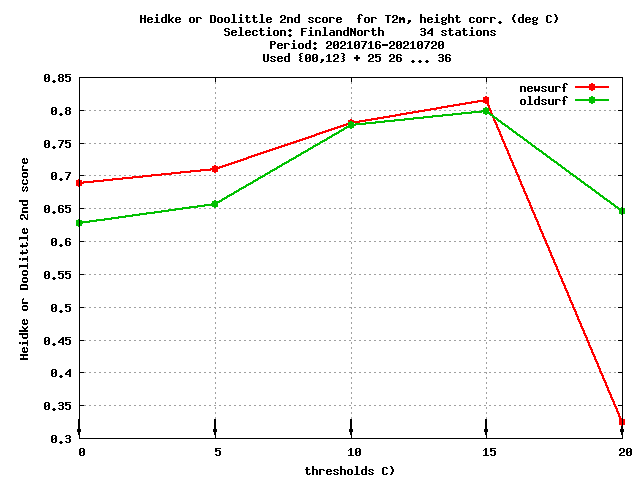 Heidke or Doolittle 2nd score  for T2m, height corr. (deg C)
Selection: FinlandNorth     34 stations
Period: 20210716-20210720
Used {00,12} + 25 26 ... 36
newsurf
oldsurf
Heidke or Doolittle 2nd score
0.85
0.8
0.75
0.7
0.65
0.6
0.55
0.5
0.45
0.4
0.35
0.3
0 5 10 15 20
thresholds C)